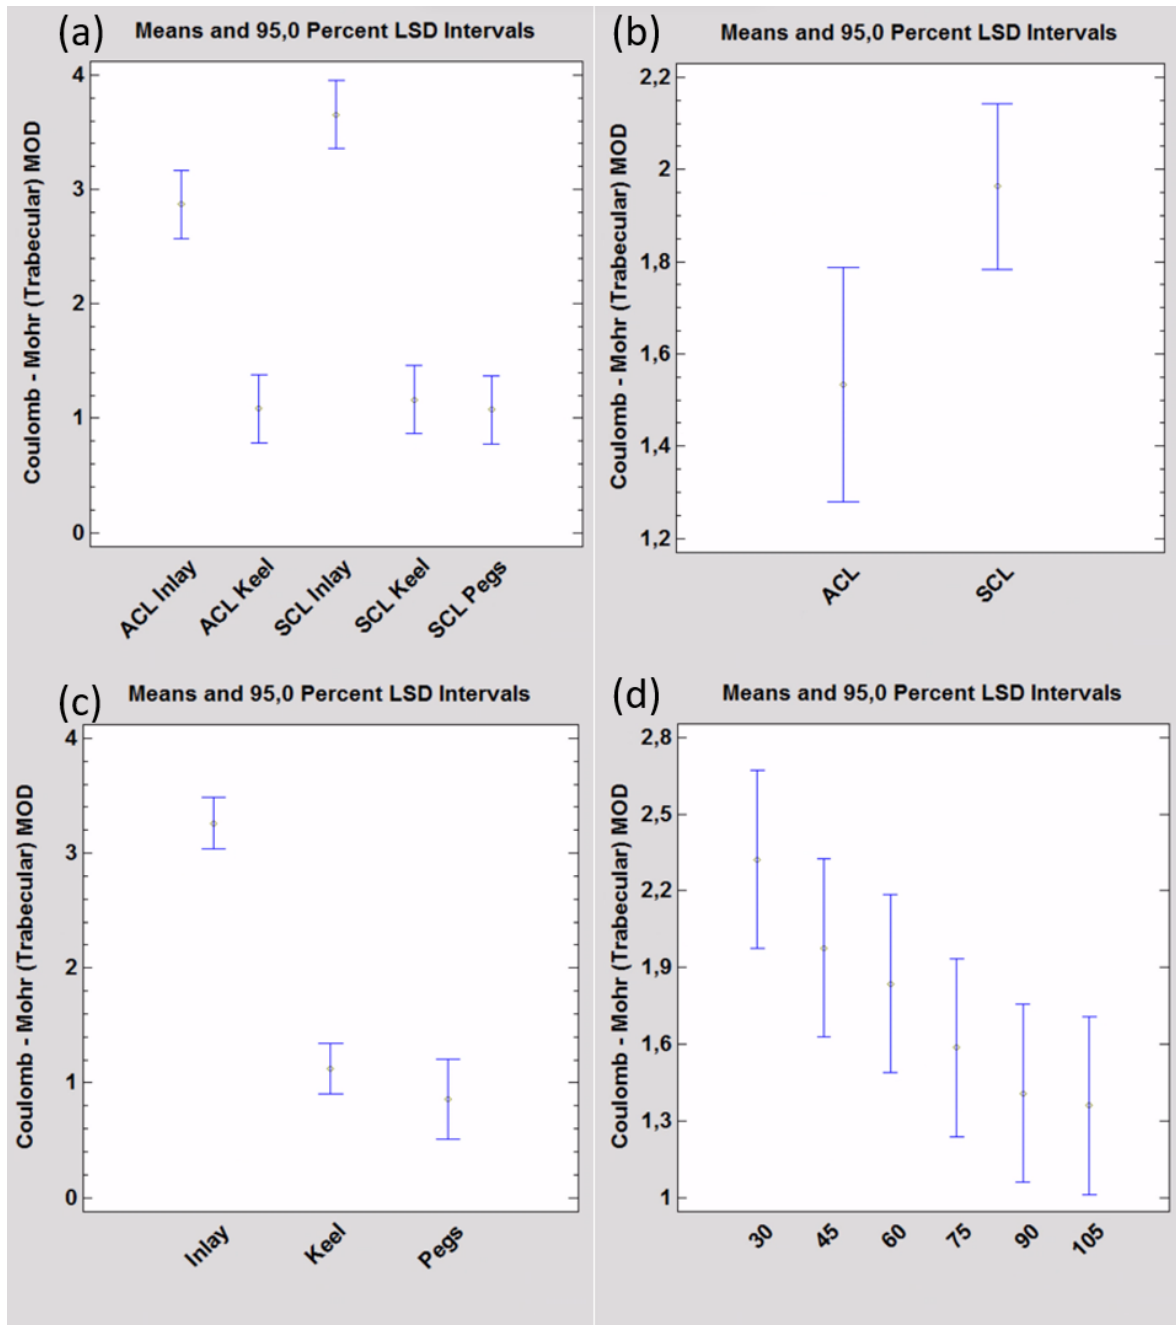 (a) Means and 95,0 Percent LSD Intervals
Coulomb - Mohr (Trabecular) MOD
4
3
2
1
0
ACL Inlay
ACL Keel
SCL Inlay
SCL Keel
SCL Pegs
(b) Means and 95,0 Percent LSD Intervals
Coulomb - Mohr (Trabecular) MOD
2,2
2
1,8
1,6
1,4
1,2
ACL
SCL
(c) Means and 95,0 Percent LSD Intervals
Coulomb - Mohr (Trabecular) MOD
4
3
2
1
0
Inlay
Keel
Pegs
(d) Means and 95,0 Percent LSD Intervals
Coulomb - Mohr (Trabecular) MOD
2,8
2,5
2,2
1,9
1,6
1,3
1
30
45
60
75
90
105